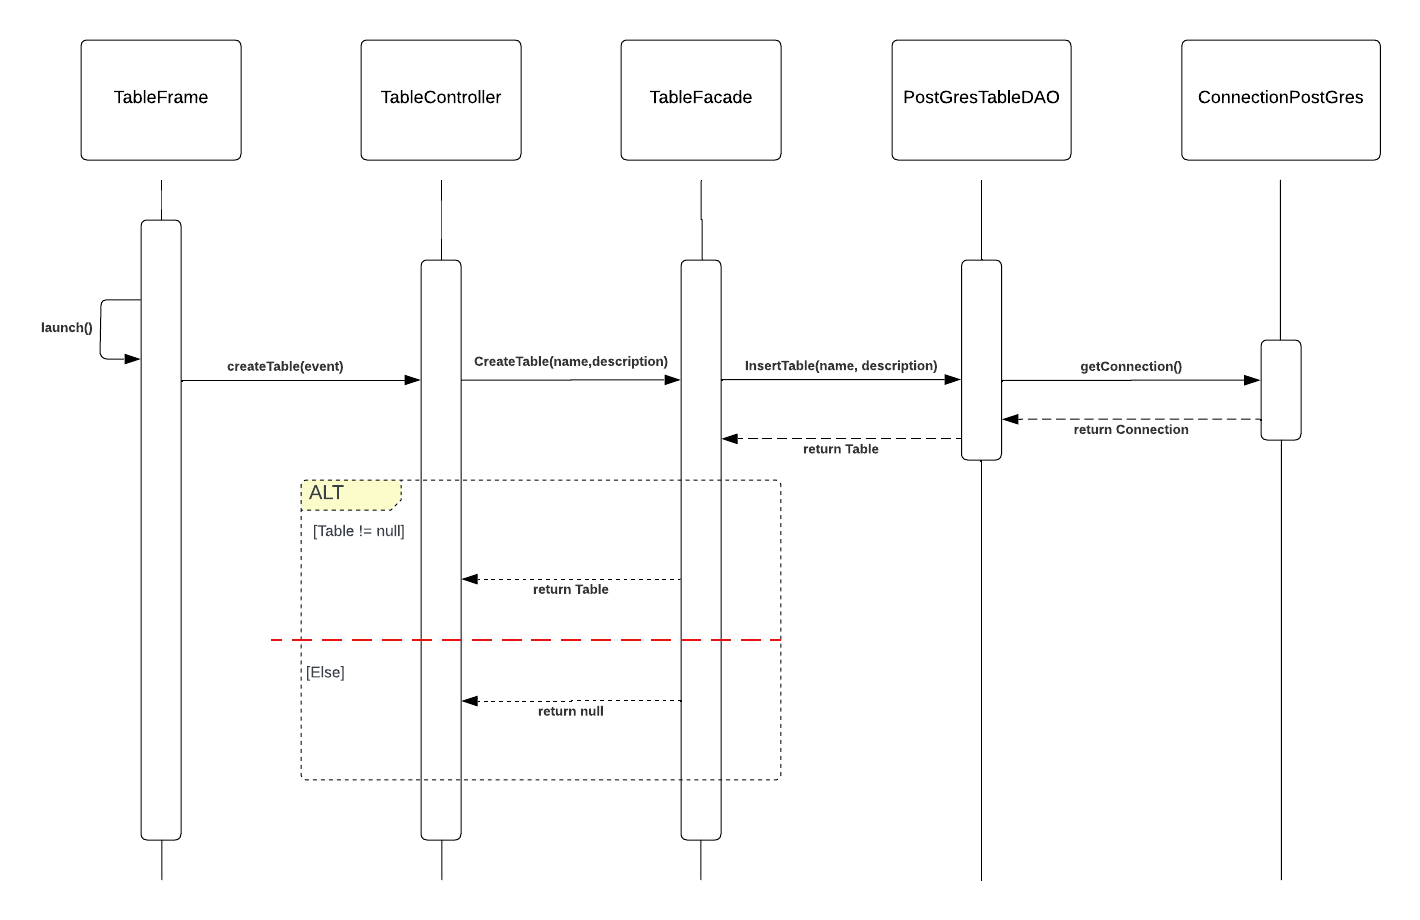 TableFrame
TableController
TableFacade
PostGresTableDAO
ConnectionPostGres
launch()
createTable(event)
CreateTable(name,description)
InsertTable(name, description)
getConnection()
return Connection
return Table
ALT
[Table != null]
return Table
[Else]
return null